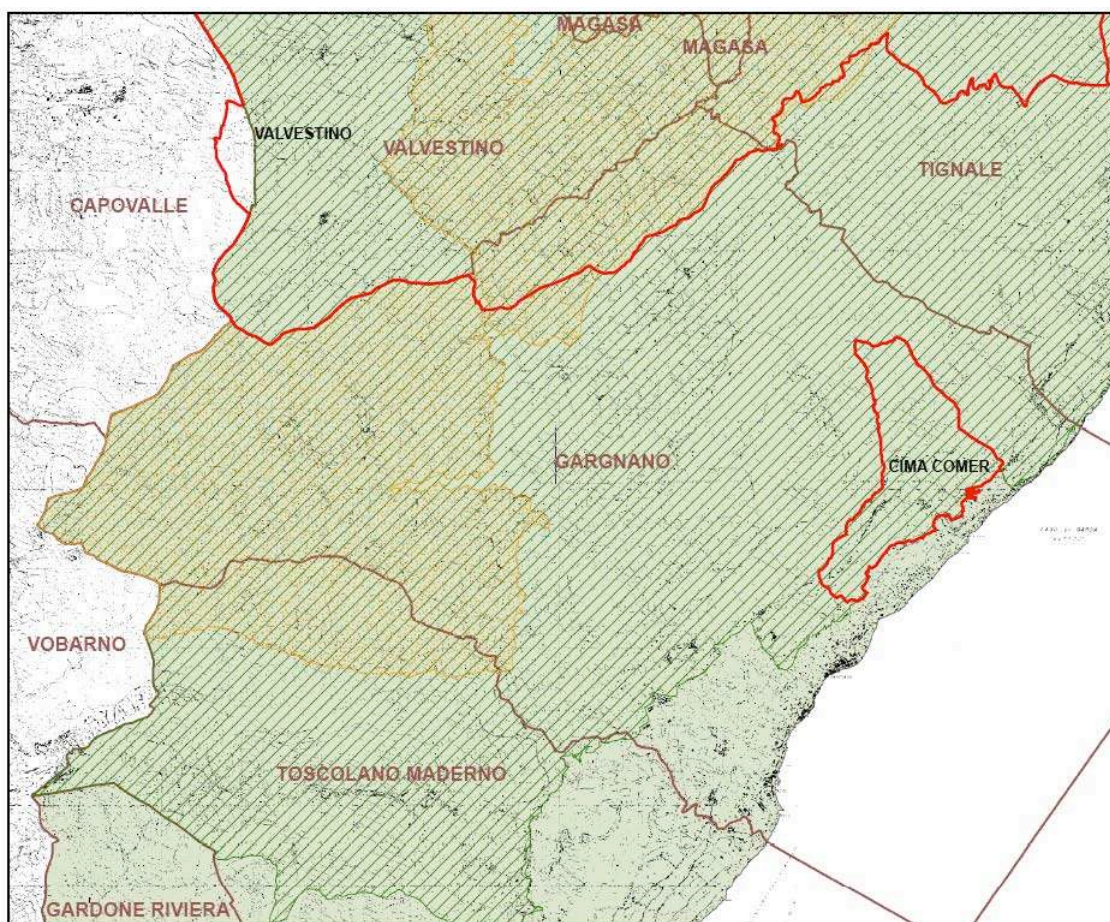 MAGASA
MAGASA
VALVESTINO
VALVESTINO
TIGNALE
CAPOVALLE
GARGNANO
CIMA COMER
VOBARNO
TOSCOLANO MADERNO
GARDONE RIVIERA